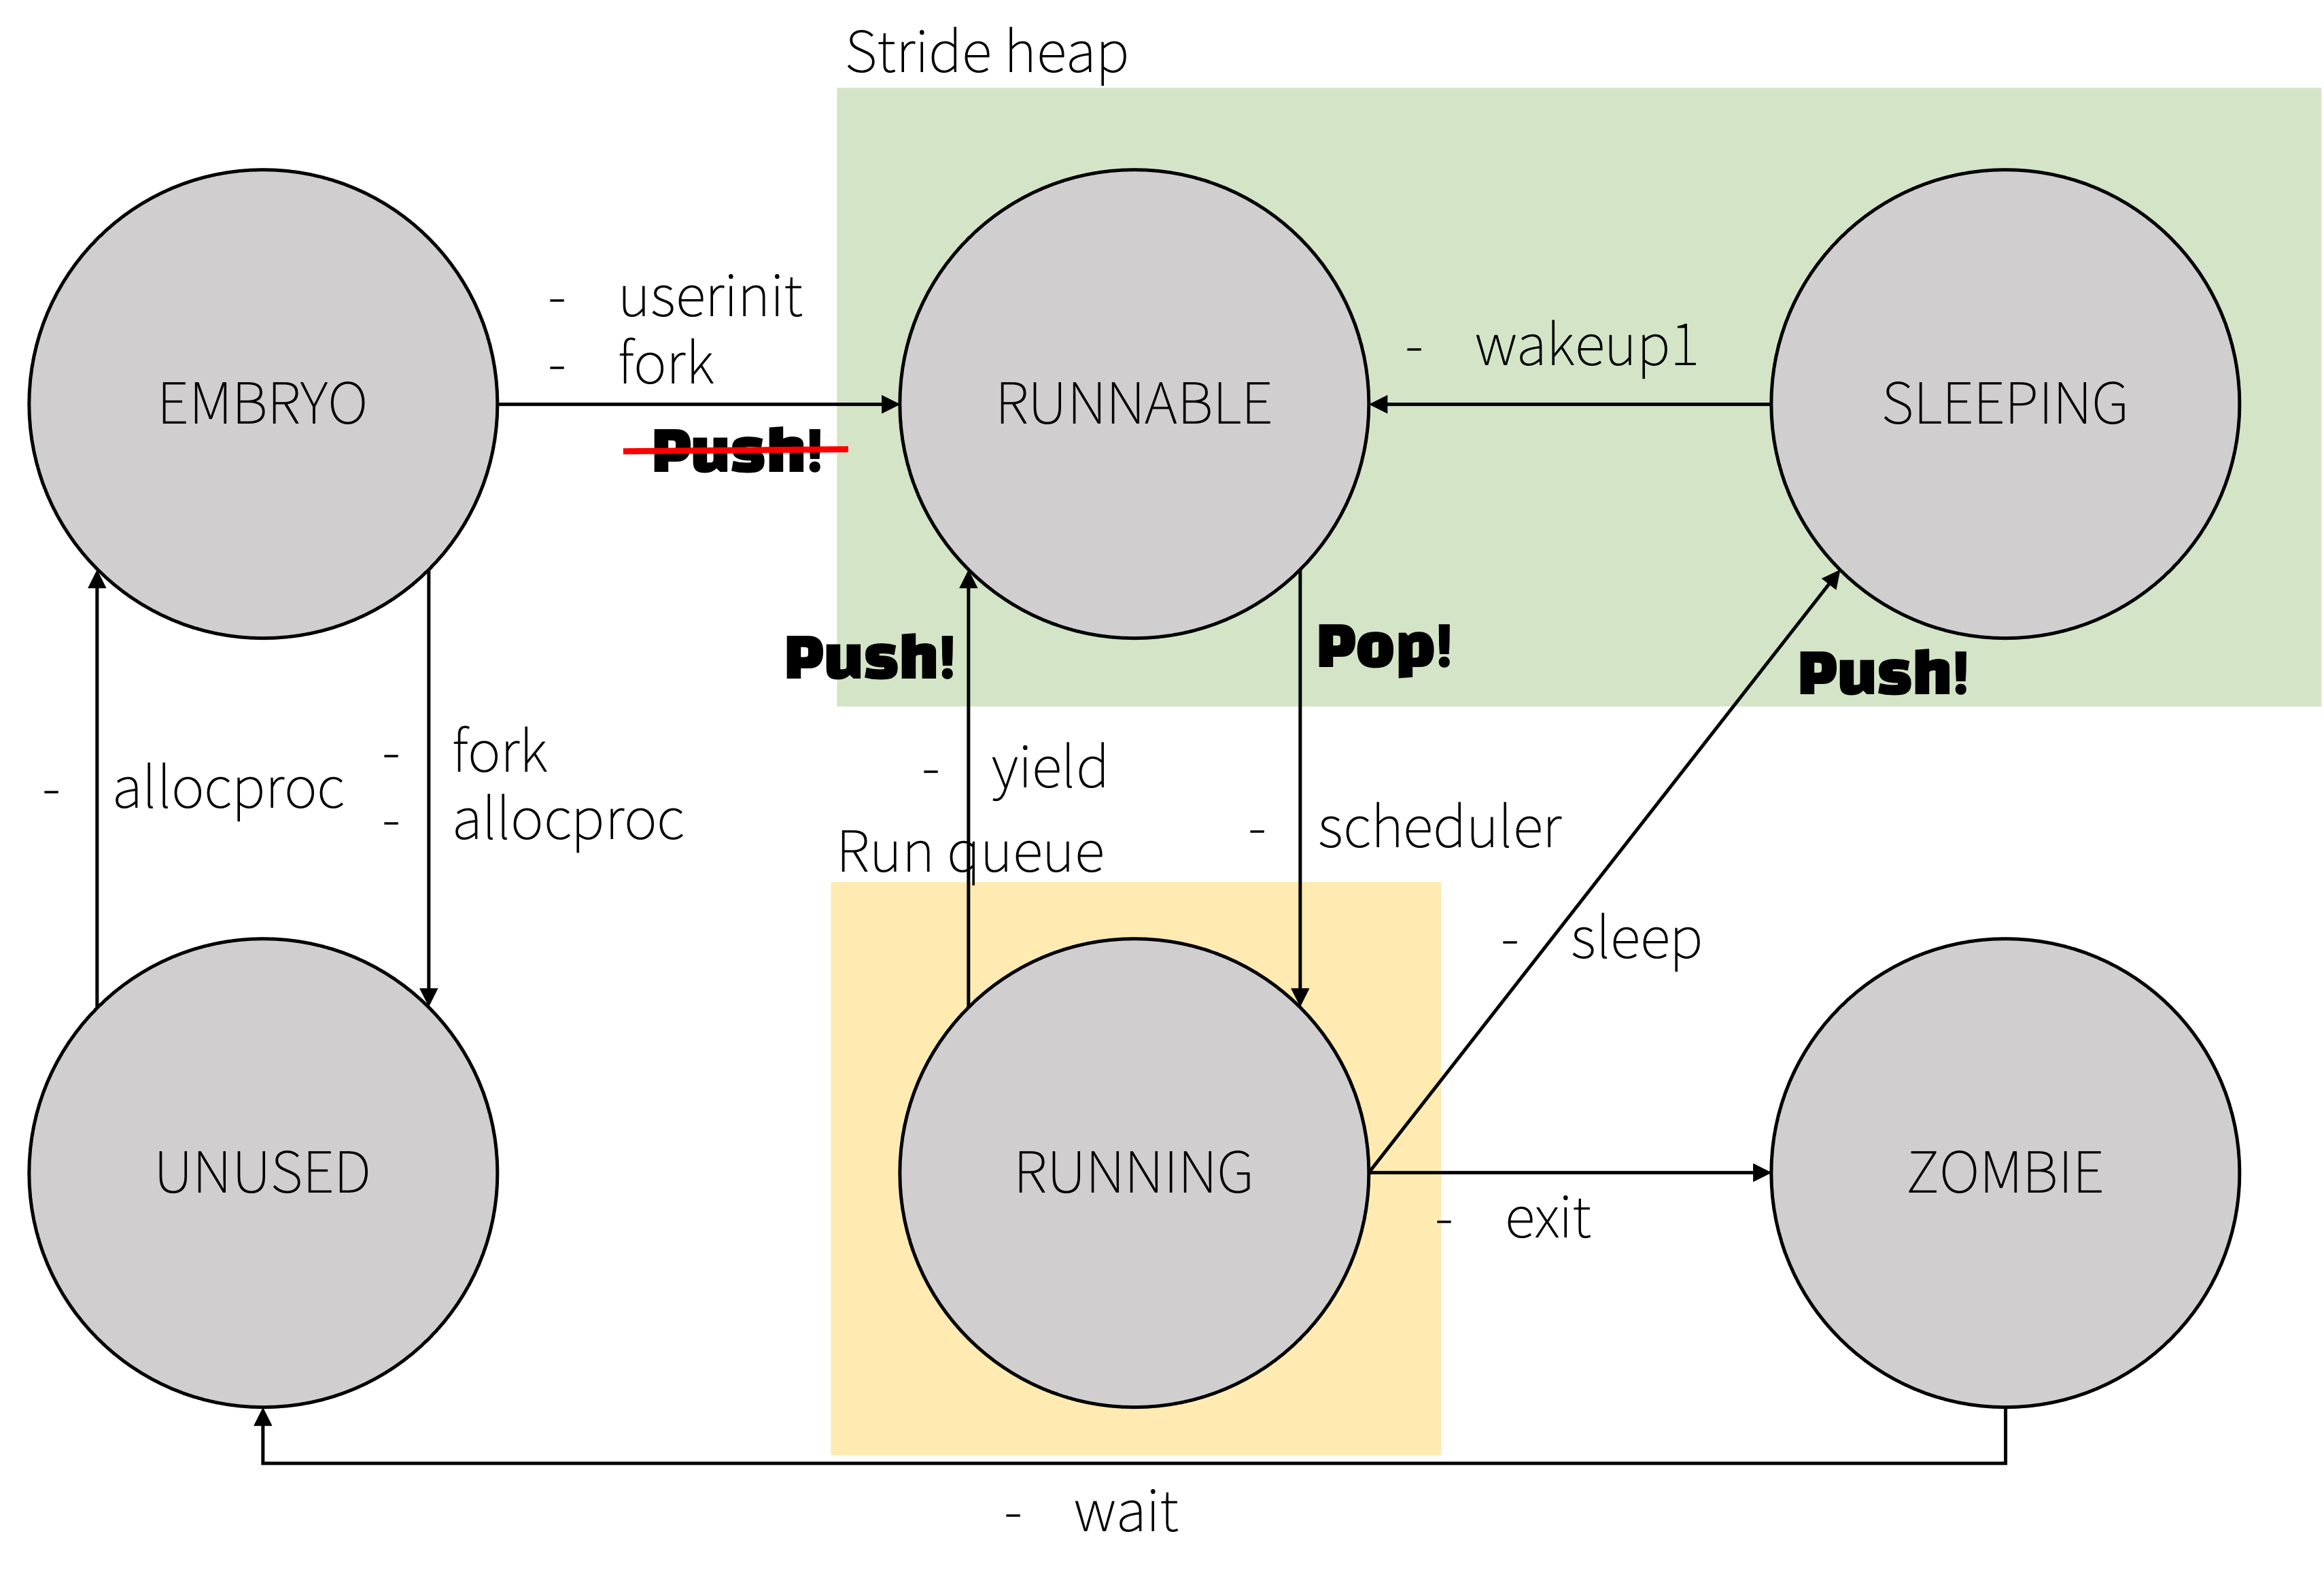 Stride heap
- userinit
- fork
- wakeup1
EMBRYO
RUNNABLE
SLEEPING
Push!
Push!
Pop!
Push!
- allocproc
- fork
- allocproc
- yield
- scheduler
Run queue
- sleep
UNUSED
RUNNING
ZOMBIE
- exit
- wait